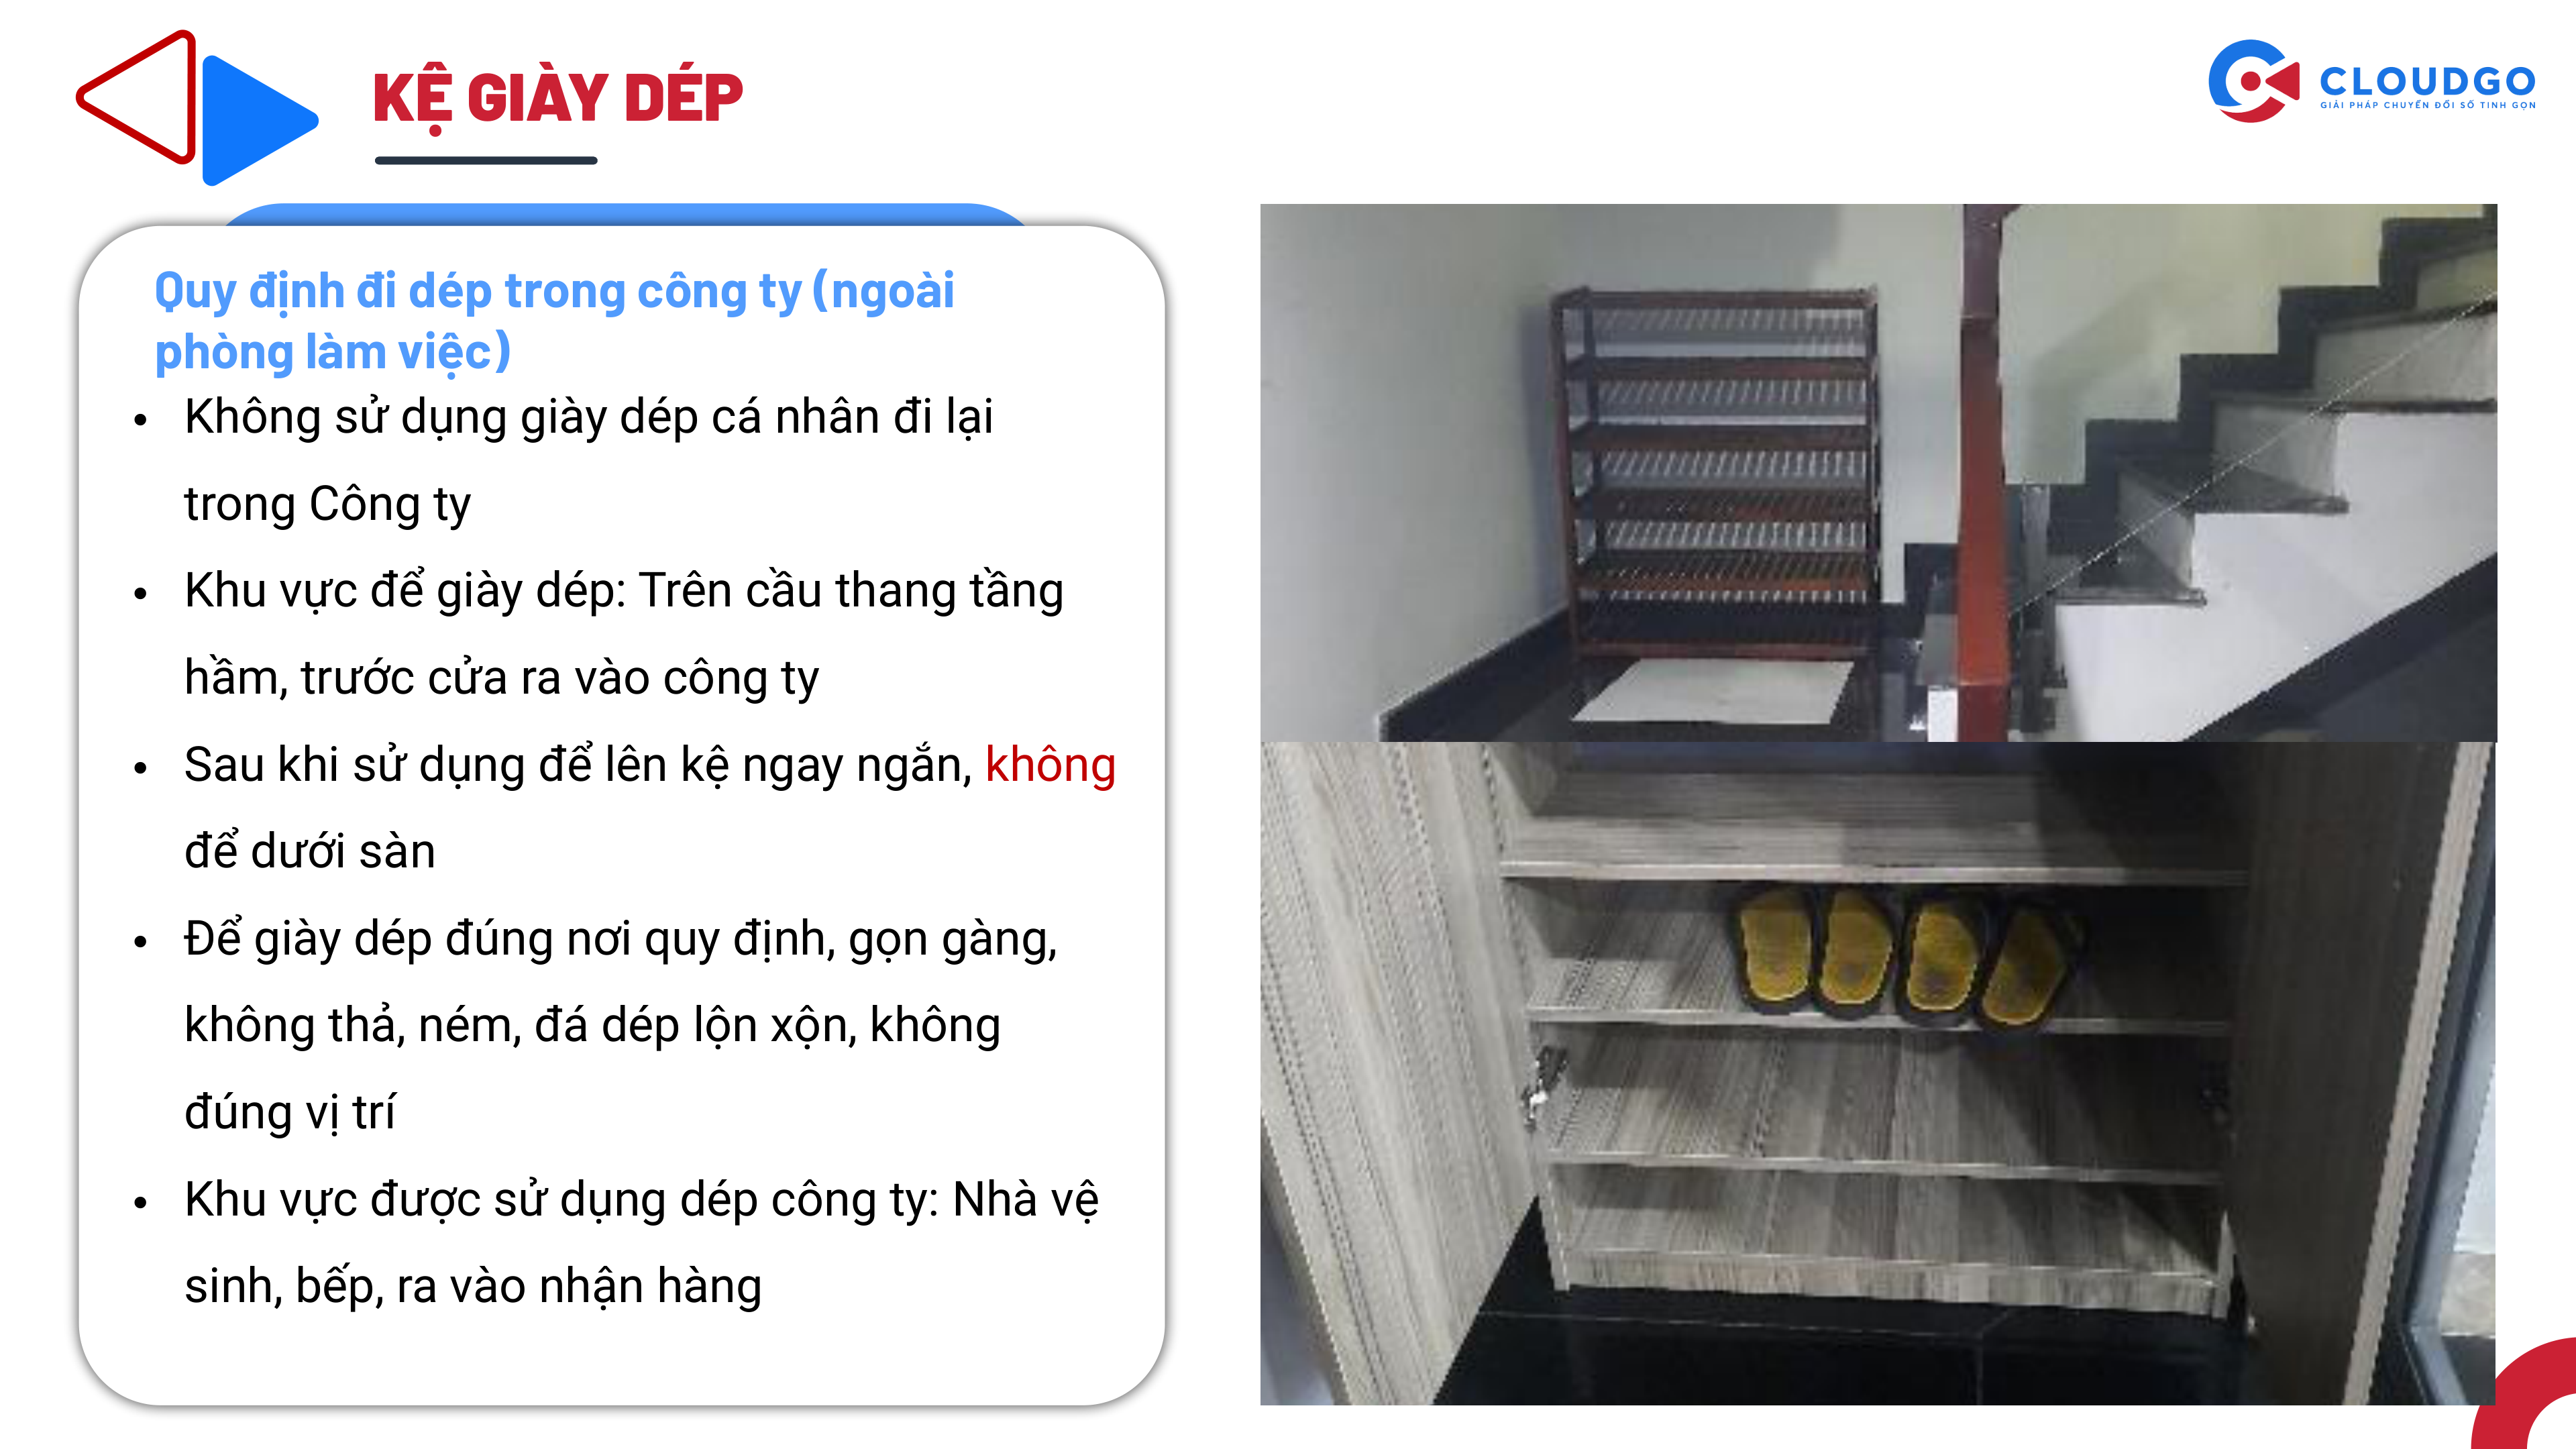 KỆ GIÀY DÉP
CLOUDGO
GIẢI PHÁP CHUYỂN ĐỔI SỐ TINH GỌN
Quy định đi dép trong công ty (ngoài
phòng làm việc)
• Không sử dụng giày dép cá nhân đi lại
trong Công ty
• Khu vực để giày dép: Trên cầu thang tầng
hầm, trước cửa ra vào công ty
• Sau khi sử dụng để lên kệ ngay ngắn, không
để dưới sàn
• Để giày dép đúng nơi quy định, gọn gàng,
không thả, ném, đá dép lộn xộn, không
đúng vị trí
• Khu vực được sử dụng dép công ty: Nhà vệ
sinh, bếp, ra vào nhận hàng